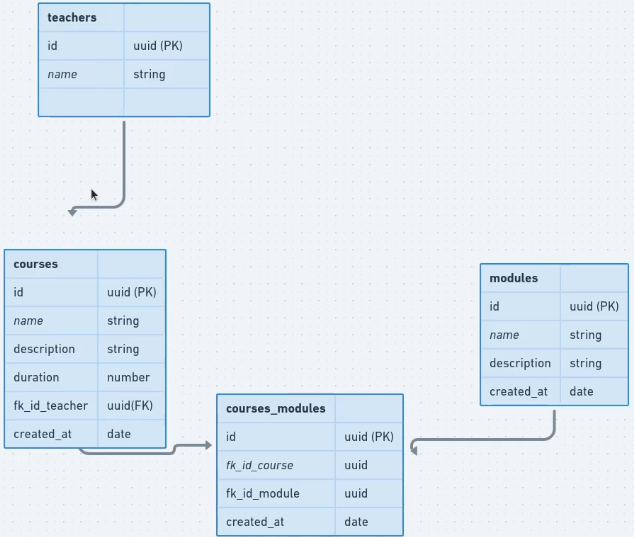 teachers
id uuid (PK)
name string
courses
id uuid (PK)
name string
description string
duration number
fk_id_teacher uuid(FK)
created_at date
courses_modules
id uuid (PK)
fk_id_course uuid
fk_id_module uuid
created_at date
modules
id uuid (PK)
name string
description string
created_at date